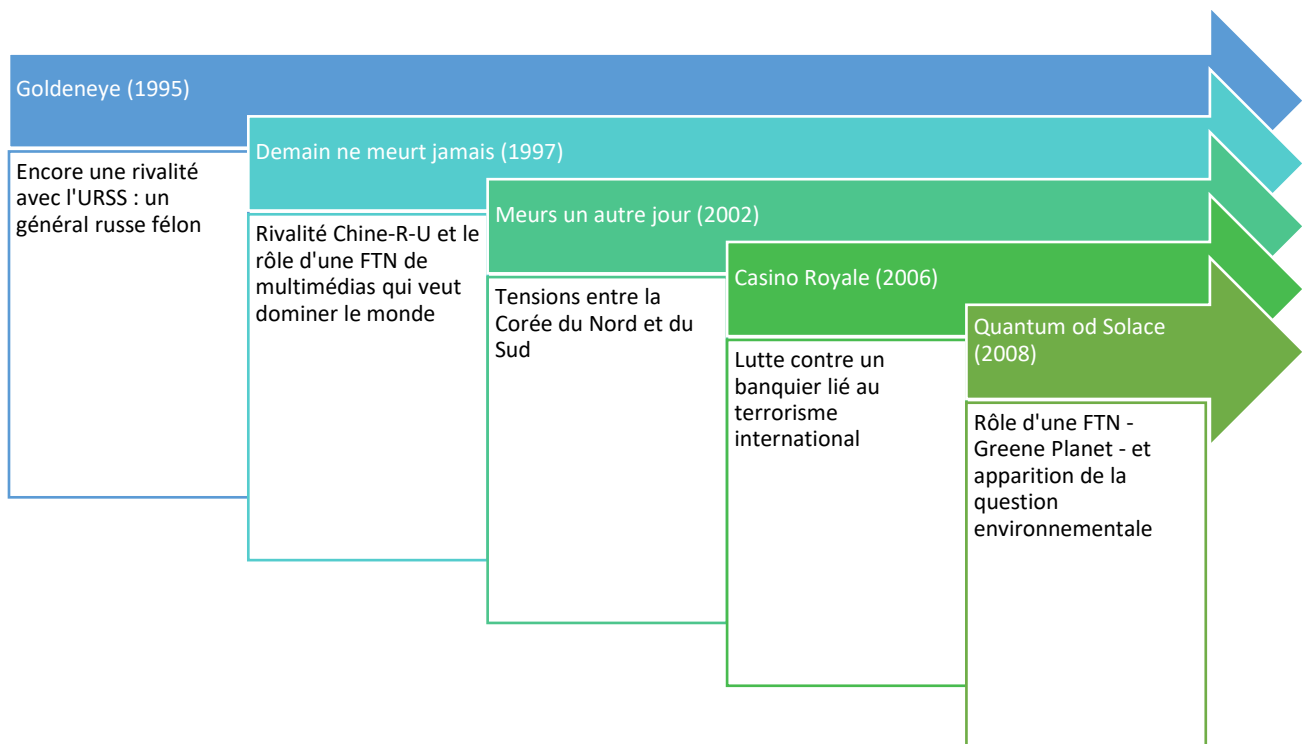 Goldeneye (1995)
Encore une rivalité
avec l'URSS : un
général russe félon
Demain ne meurt jamais (1997)
Rivalité Chine-R-U et le
rôle d'une FTN de
multimédias qui veut
dominer le monde
Meurs un autre jour (2002)
Tensions entre la
Corée du Nord et du
Sud
Casino Royale (2006)
Lutte contre un
banquier lié au
terrorisme
international
Quantum od Solace
(2008)
Rôle d'une FTN -
Greene Planet - et
apparition de la
question
environnementale